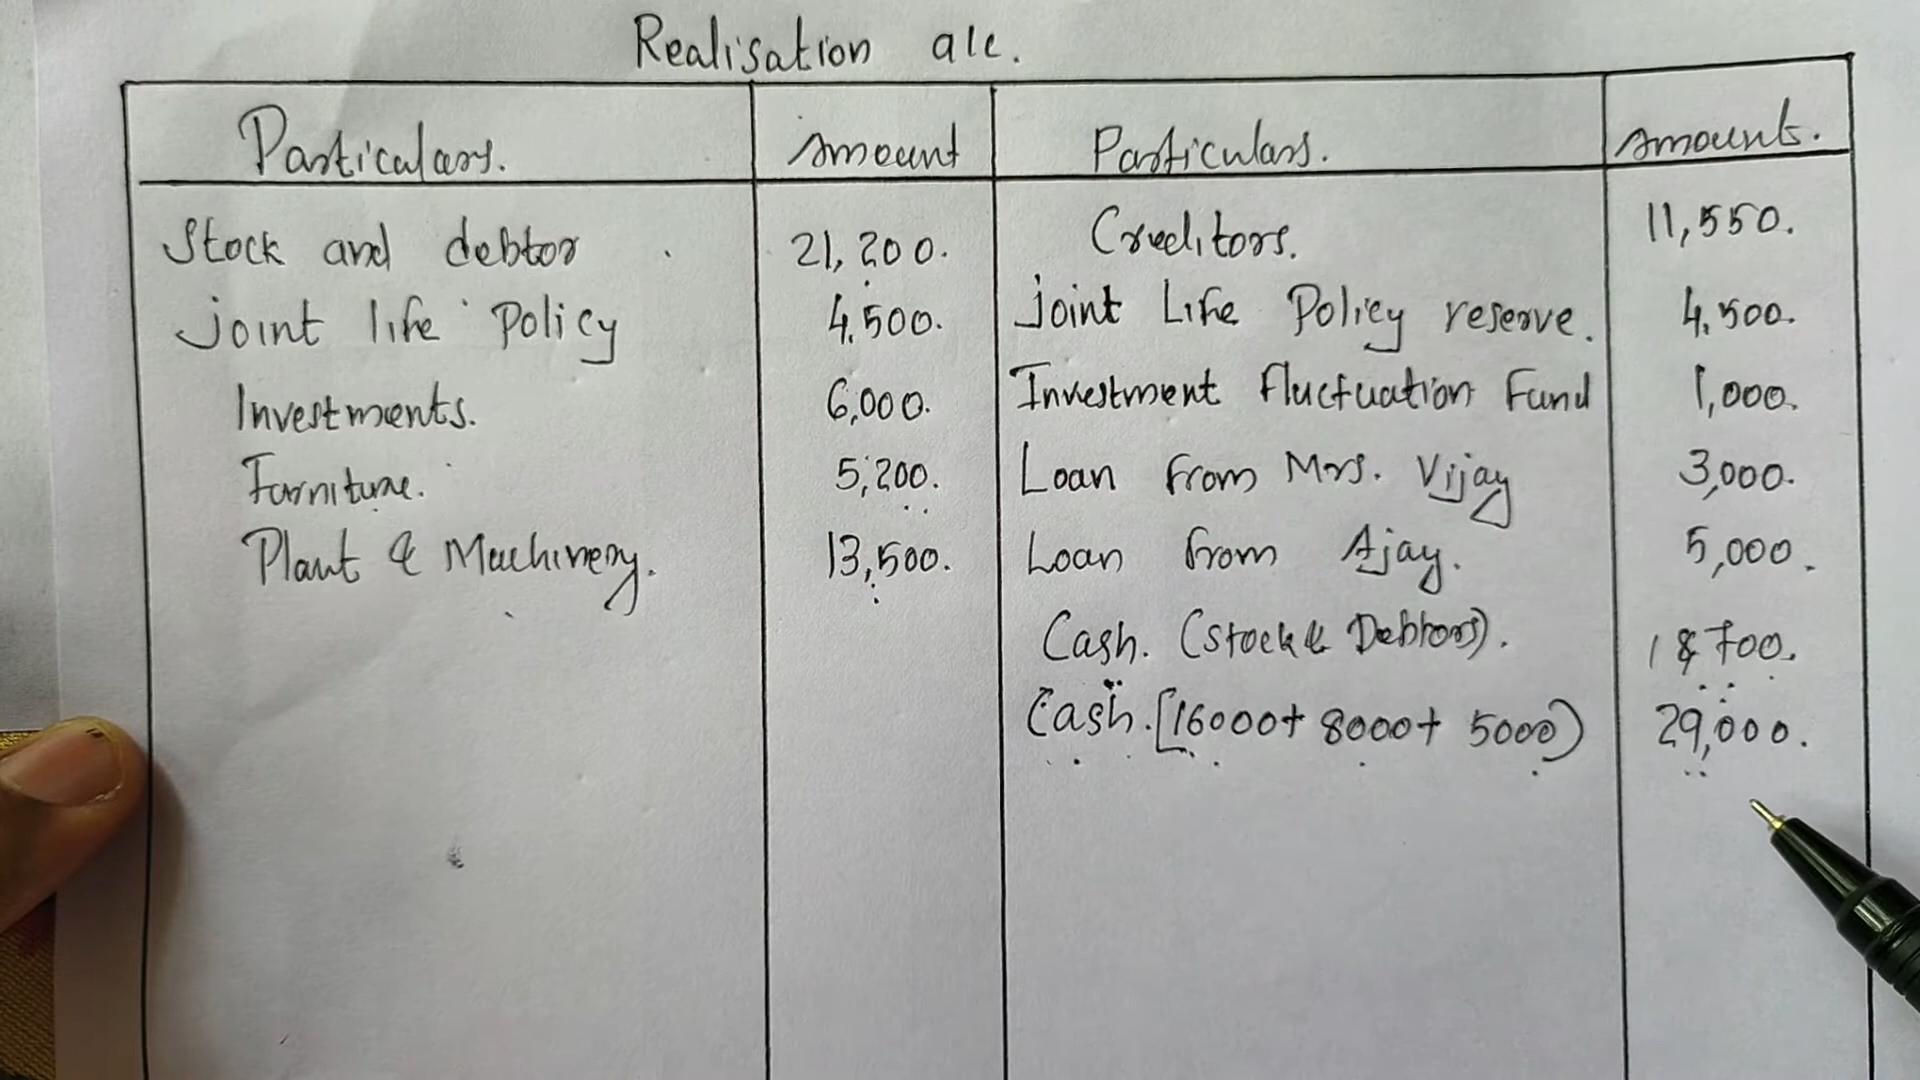 Realisation a/c.
Particulars. Amount Particulars. Amounts.
Stock and debtor 21,200. Creditors. 11,550.
Joint life Policy 4,500. Joint Life Policy reserve. 4,500.
Investments. 6,000. Investment Fluctuation Fund 1,000.
Furniture. 5,200. Loan from Mrs. Vijay 3,000.
Plant & Machinery. 13,500. Loan from Ajay. 5,000.
Cash. (Stock & Debtors). 18700.
Cash. [16000+ 8000+ 5000) 29,000.